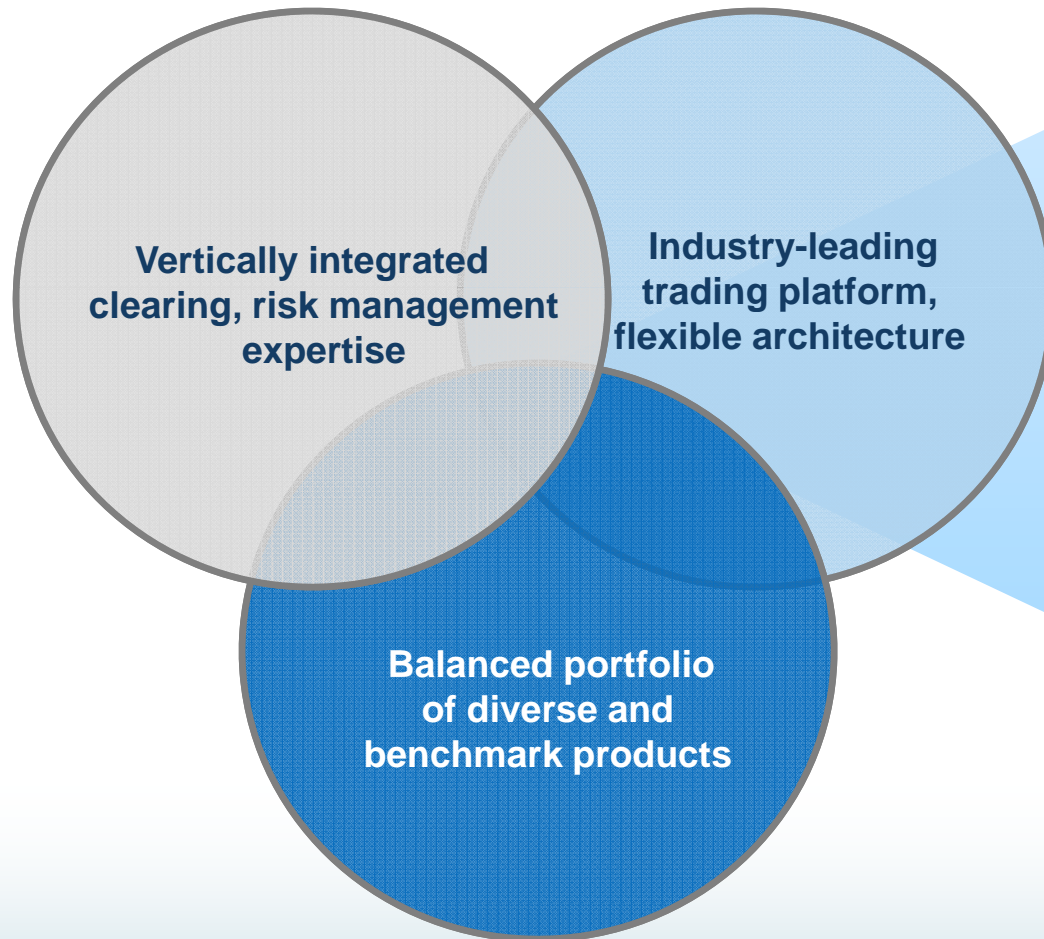 Vertically integrated
clearing, risk management
expertise
Industry-leading
trading platform,
flexible architecture
Balanced portfolio
of diverse and
benchmark products